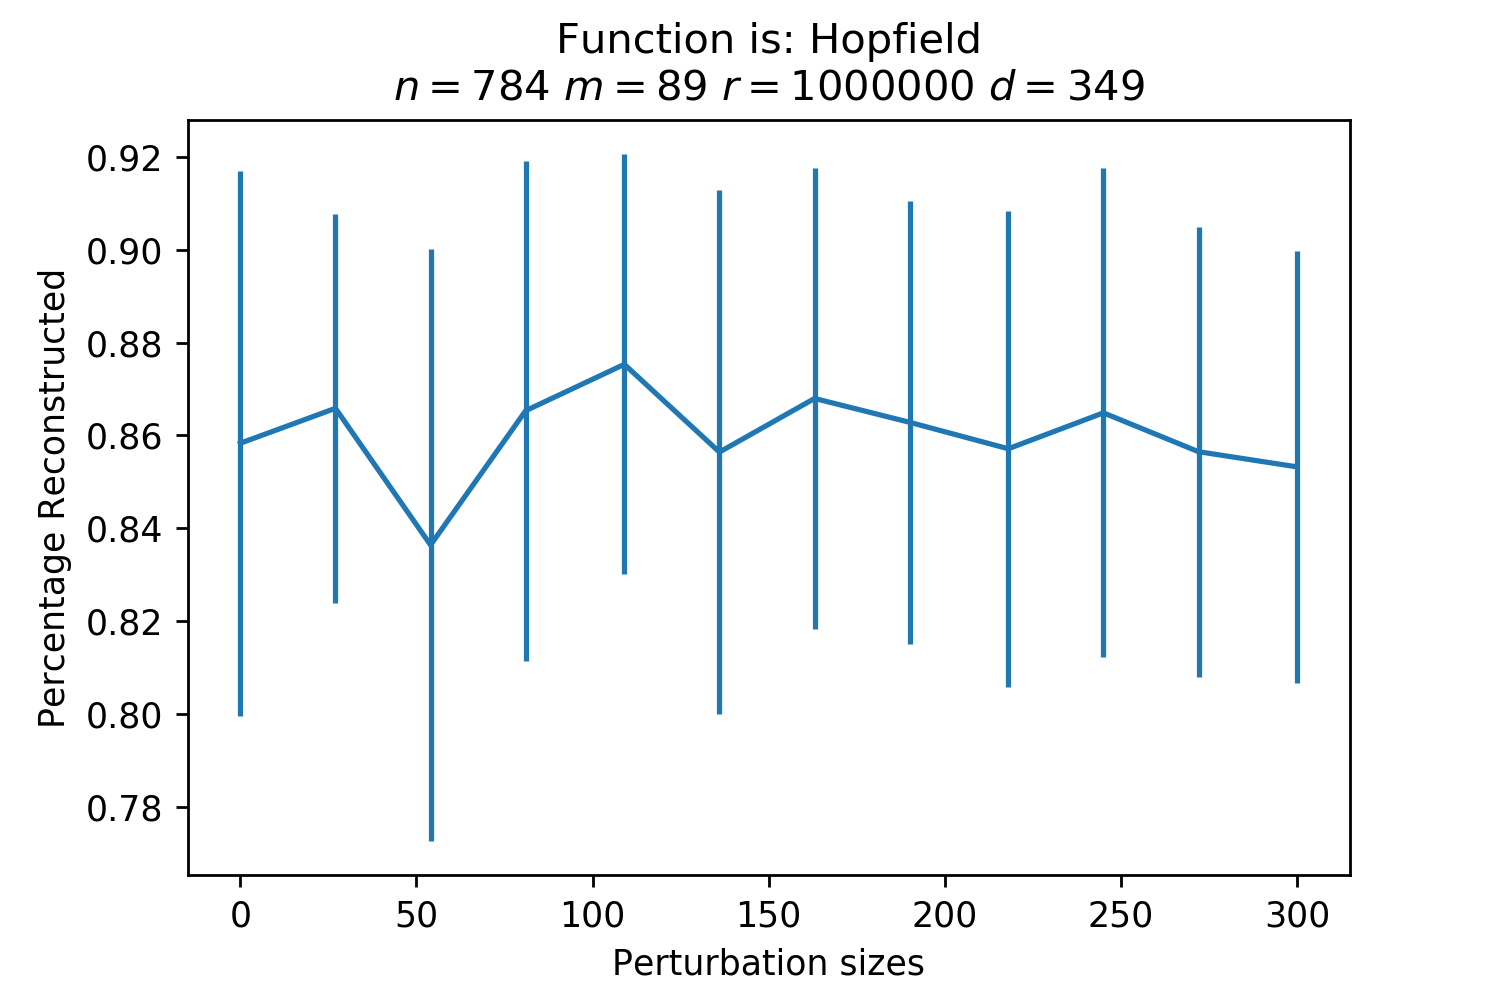 Function is: Hopfield
n = 784 m = 89 r = 1000000 d = 349
0.92
0.90
0.88
0.86
0.84
0.82
0.80
0.78
Percentage Reconstructed
0 50 100 150 200 250 300
Perturbation sizes